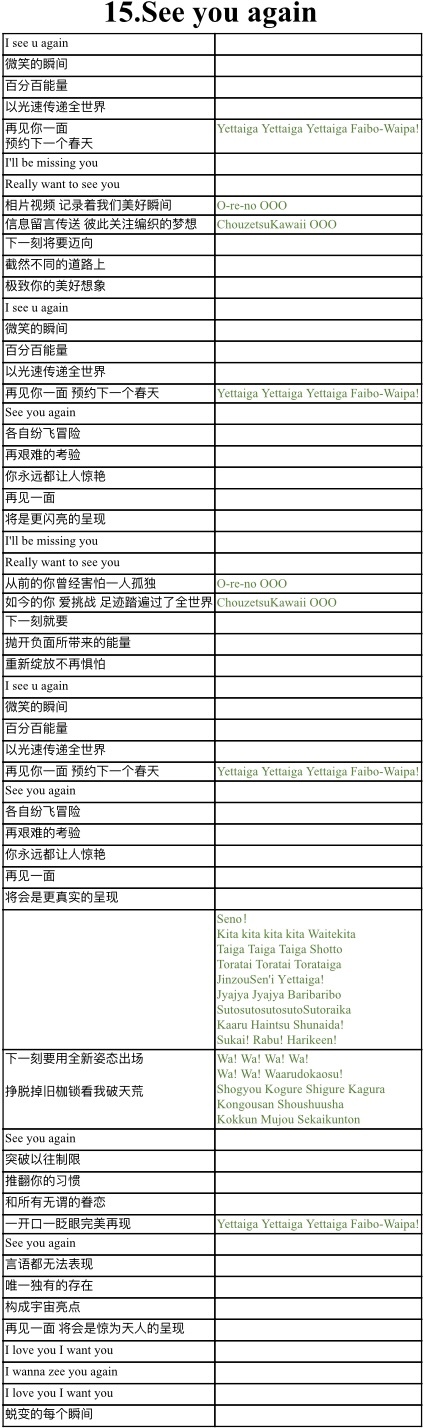 15.See you again
I see u again
微笑的瞬间
百分百能量
以光速传递全世界
再见你一面
预约下一个春天
Yettaiga Yettaiga Yettaiga Faibo-Waipa!
I'll be missing you
Really want to see you
相片视频 记录着我们美好瞬间
O-re-no OOO
信息留言传送 彼此关注编织的梦想
ChouzetsuKawaii OOO
下一刻将要迈向
截然不同的道路上
极致你的美好想象
I see u again
微笑的瞬间
百分百能量
以光速传递全世界
再见你一面 预约下一个春天
Yettaiga Yettaiga Yettaiga Faibo-Waipa!
See you again
各自纷飞冒险
再艰难的考验
你永远都让人惊艳
再见一面
将是更闪亮的呈现
I'll be missing you
Really want to see you
从前的你曾经害怕一人孤独
O-re-no OOO
如今的你 爱挑战 足迹踏遍过了全世界
ChouzetsuKawaii OOO
下一刻就要
抛开负面所带来的能量
重新绽放不再惧怕
I see u again
微笑的瞬间
百分百能量
以光速传递全世界
再见你一面 预约下一个春天
Yettaiga Yettaiga Yettaiga Faibo-Waipa!
See you again
各自纷飞冒险
再艰难的考验
你永远都让人惊艳
再见一面
将会是更真实的呈现
Seno!
Kita kita kita kita Waitekita
Taiga Taiga Taiga Shotto
Toratai Toratai Torataiga
JinzouSen'i Yettaiga!
Jyajya Jyajya Baribaribo
SutosutosutosutoSutoraika
Kaaru Haintsu Shunaida!
Sukai! Rabu! Harikeen!
下一刻要用全新姿态出场
挣脱掉旧枷锁看我破天荒
Wa! Wa! Wa! Wa!
Wa! Wa! Waarudokaosu!
Shogyou Kogure Shigure Kagura
Kongousan Shoushuusha
Kokkun Mujou Sekaikunton
See you again
突破以往制限
推翻你的习惯
和所有无谓的眷恋
一开口一眨眼完美再现
Yettaiga Yettaiga Yettaiga Faibo-Waipa!
See you again
言语都无法表现
唯一独有的存在
构成宇宙亮点
再见一面 将会是惊为天人的呈现
I love you I want you
I wanna zee you again
I love you I want you
蜕变的每个瞬间